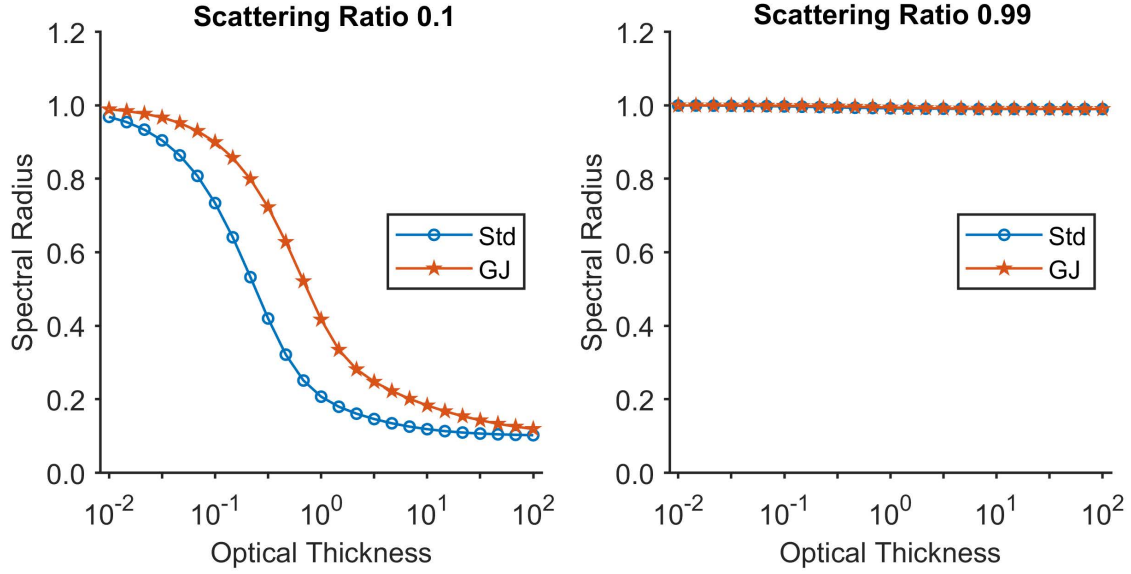 Scattering Ratio 0.1
1.2
1.0
0.8
0.6
0.4
0.2
0.0
Spectral Radius
Std
GJ
10^-2 10^-1 10^0 10^1 10^2
Optical Thickness
Scattering Ratio 0.99
1.2
1.0
0.8
0.6
0.4
0.2
0.0
Spectral Radius
Std
GJ
10^-2 10^-1 10^0 10^1 10^2
Optical Thickness